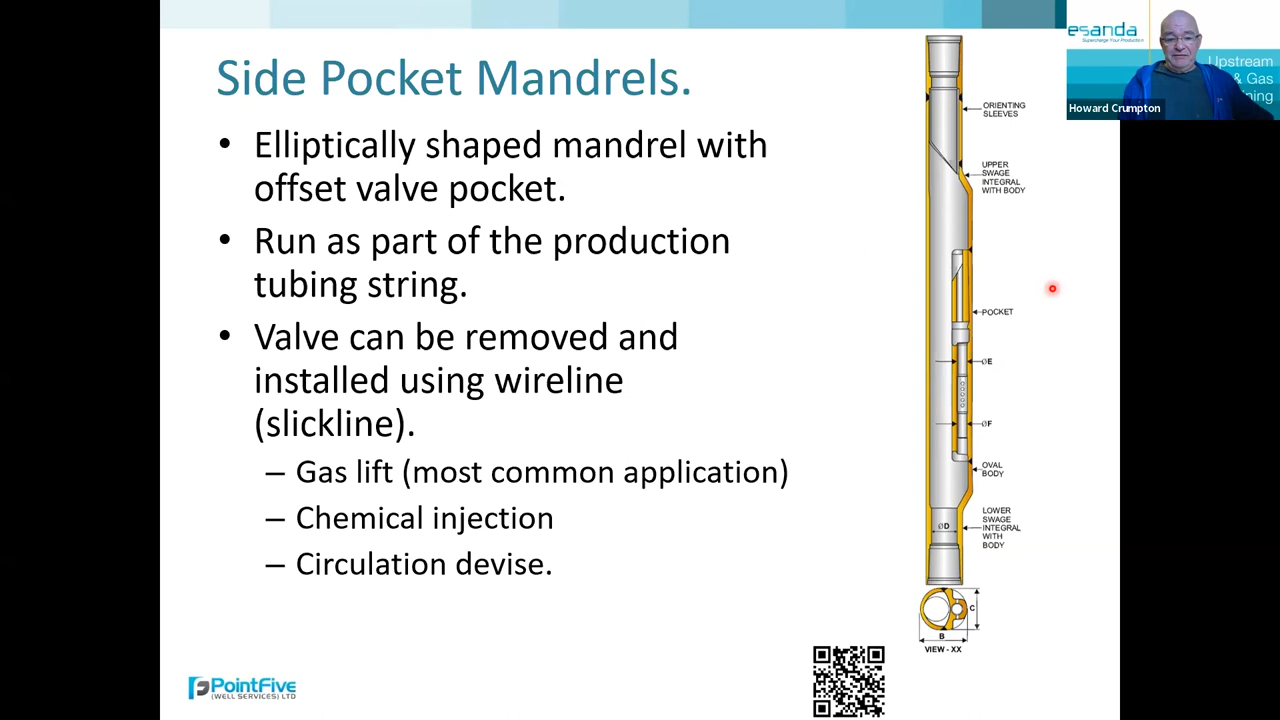 Side Pocket Mandrels.
• Elliptically shaped mandrel with
offset valve pocket.
• Run as part of the production
tubing string.
• Valve can be removed and
installed using wireline
(slickline).
– Gas lift (most common application)
– Chemical injection
– Circulation devise.
ORIENTING
SLEEVES
UPPER
SWAGE
INTEGRAL
WITH BODY
POCKET
ØE
ØF
OVAL
BODY
LOWER
SWAGE
INTEGRAL
WITH
BODY
ØD
C
B
VIEW - XX
PointFive
(WELL SERVICES) LTD
esanda
Supercharge Your Production
Upstream
& Gas
ning
Howard Crumpton